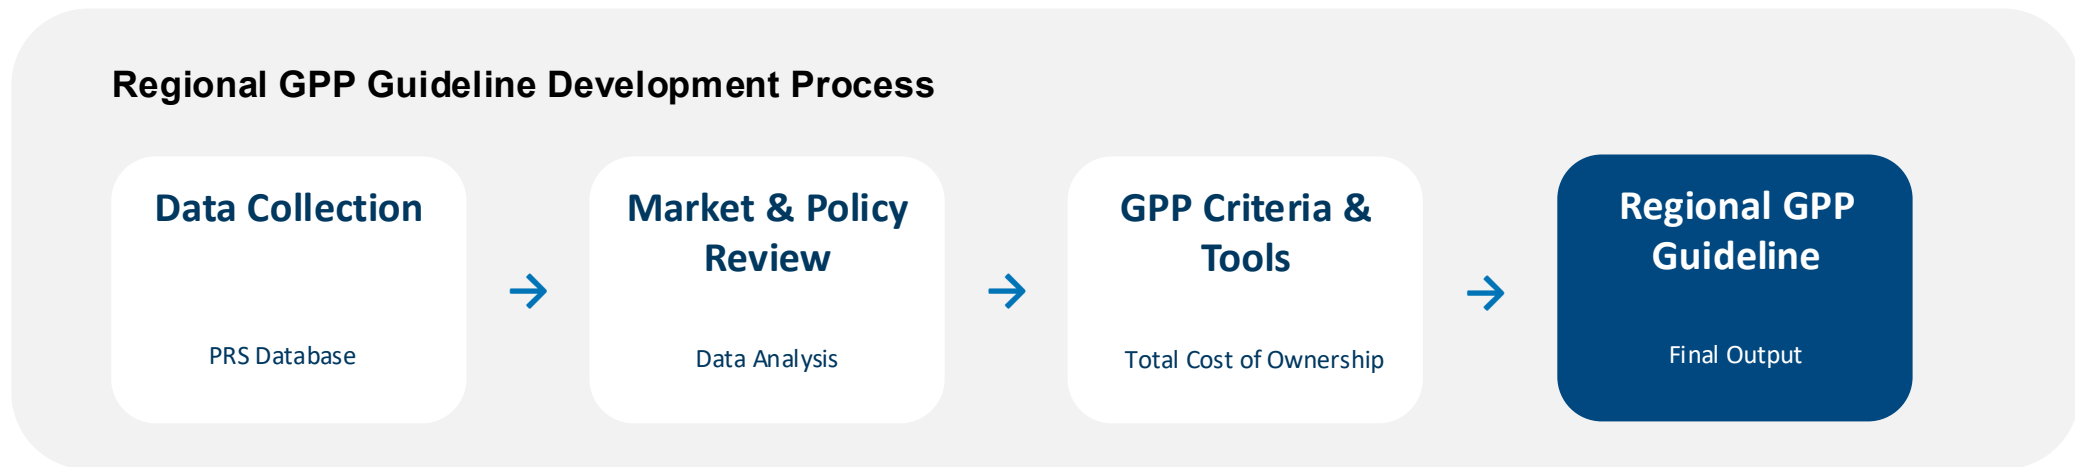 Regional GPP Guideline Development Process
Data Collection
PRS Database
Market & Policy
Review
Data Analysis
GPP Criteria &
Tools
Total Cost of Ownership
Regional GPP
Guideline
Final Output